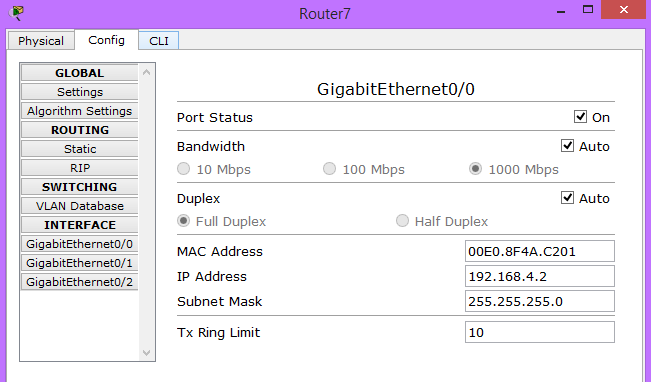 Router7
Physical
Config
CLI
GLOBAL
Settings
Algorithm Settings
ROUTING
Static
RIP
SWITCHING
VLAN Database
INTERFACE
GigabitEthernet0/0
GigabitEthernet0/1
GigabitEthernet0/2
GigabitEthernet0/0
Port Status On
Bandwidth Auto
10 Mbps 100 Mbps 1000 Mbps
Duplex Auto
Full Duplex Half Duplex
MAC Address 00E0.8F4A.C201
IP Address 192.168.4.2
Subnet Mask 255.255.255.0
Tx Ring Limit 10